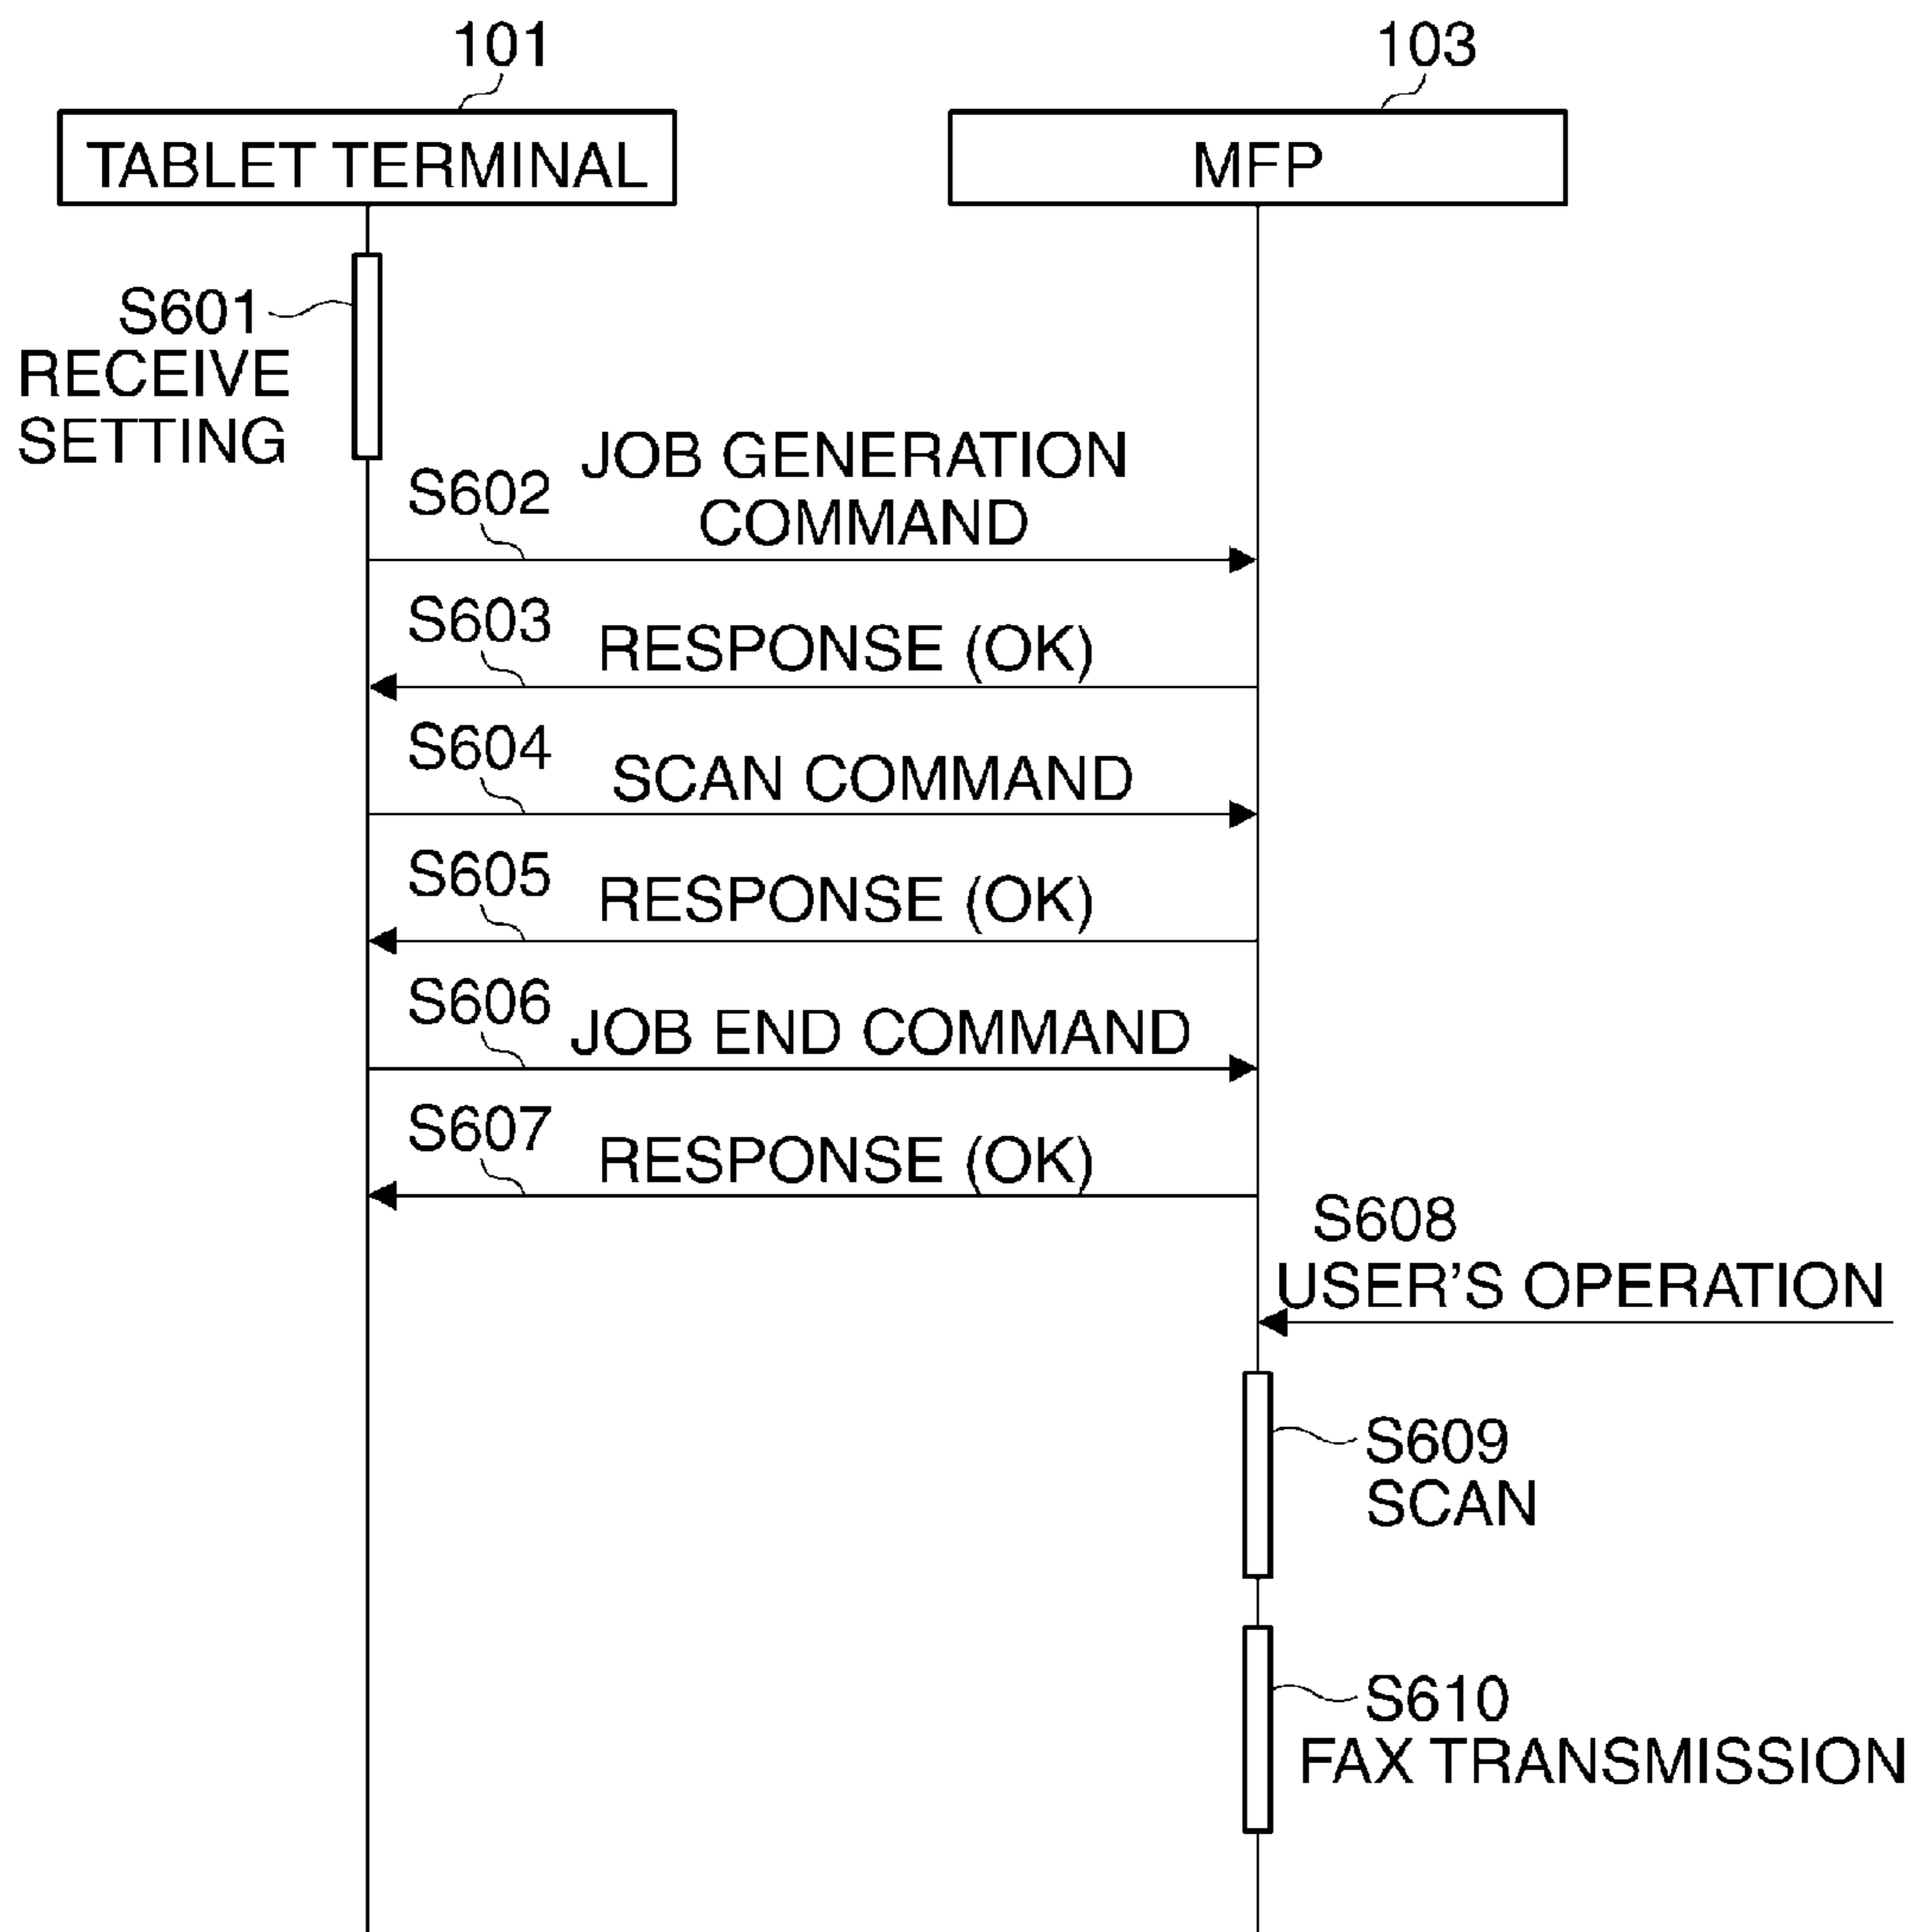 101
103
TABLET TERMINAL
MFP
S601
RECEIVE
SETTING
S602
JOB GENERATION
COMMAND
S603
RESPONSE (OK)
S604
SCAN COMMAND
S605
RESPONSE (OK)
S606
JOB END COMMAND
S607
RESPONSE (OK)
S608
USER'S OPERATION
S609
SCAN
S610
FAX TRANSMISSION